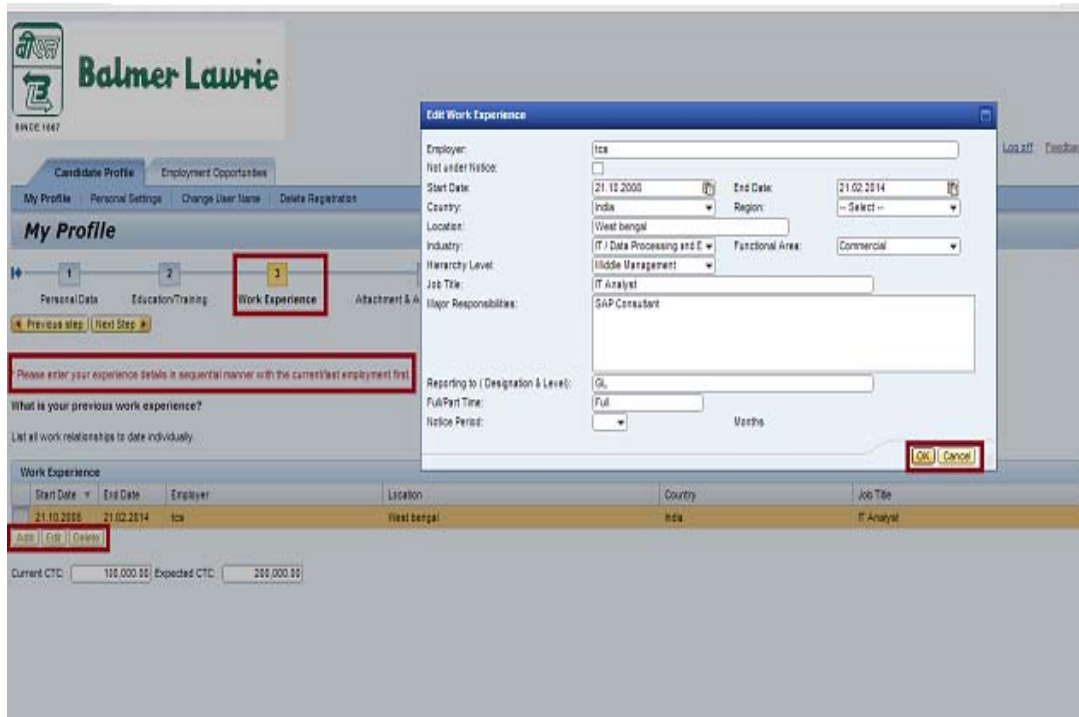 बीएल
Balmer Lawrie
SINCE 1867
Log off
Candidate Profile Employment Opportunities
My Profile Personal Settings Change User Name Delete Registration
My Profile
1 2 3
Personal Data Education/Training Work Experience Attachment & A
Previous step Next Step
* Please enter your experience details in sequential manner with the current/last employment first
What is your previous work experience?
List all work relationships to date individually.
Work Experience
Start Date End Date Employer Location Country Job Title
21.10.2008 21.02.2014 tcs West bengal India IT Analyst
Add Edit Delete
Current CTC: 100,000.00 Expected CTC: 200,000.00
Edit Work Experience
Employer: tcs
Not under Notice:
Start Date: 21.10.2008 End Date: 21.02.2014
Country: India Region: -- Select --
Location: West bengal
Industry: IT / Data Processing and E Functional Area: Commercial
Hierarchy Level: Middle Management
Job Title: IT Analyst
Major Responsibilities: SAP Consultant
Reporting to ( Designation & Level): GL
Full/Part Time: Full
Notice Period: Months
OK Cancel